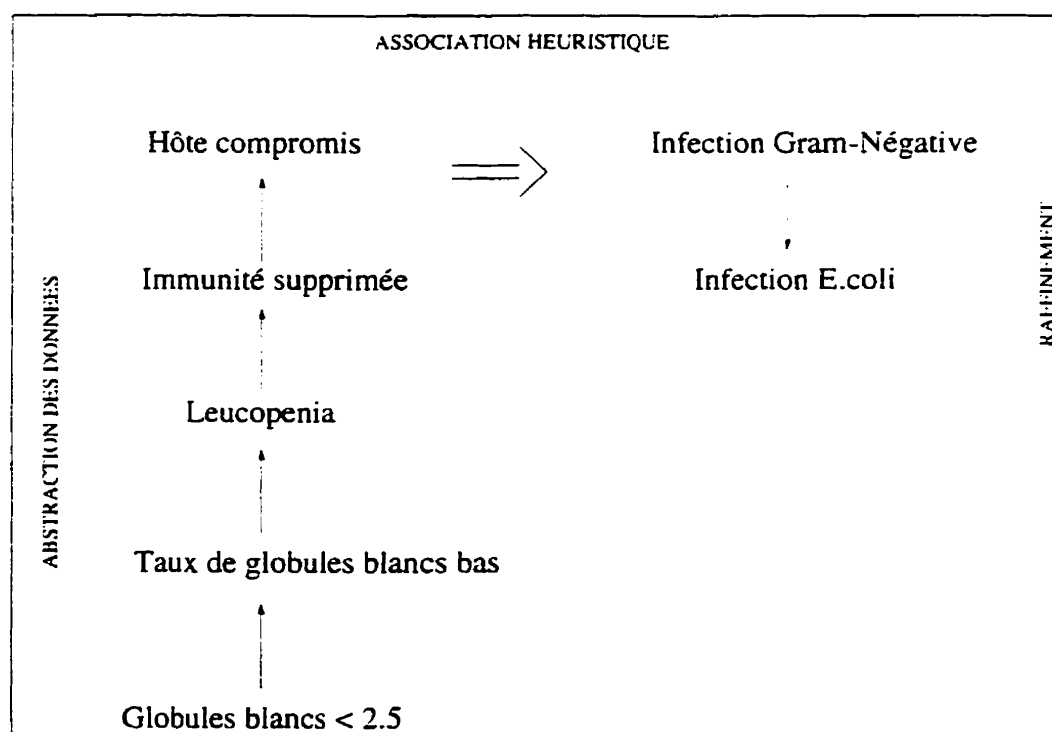 ASSOCIATION HEURISTIQUE
Hôte compromis
Infection Gram-Négative
Immunité supprimée
Infection E.coli
Leucopenia
Taux de globules blancs bas
Globules blancs < 2.5
ABSTRACTION DES DONNEES
RAFFINEMENT